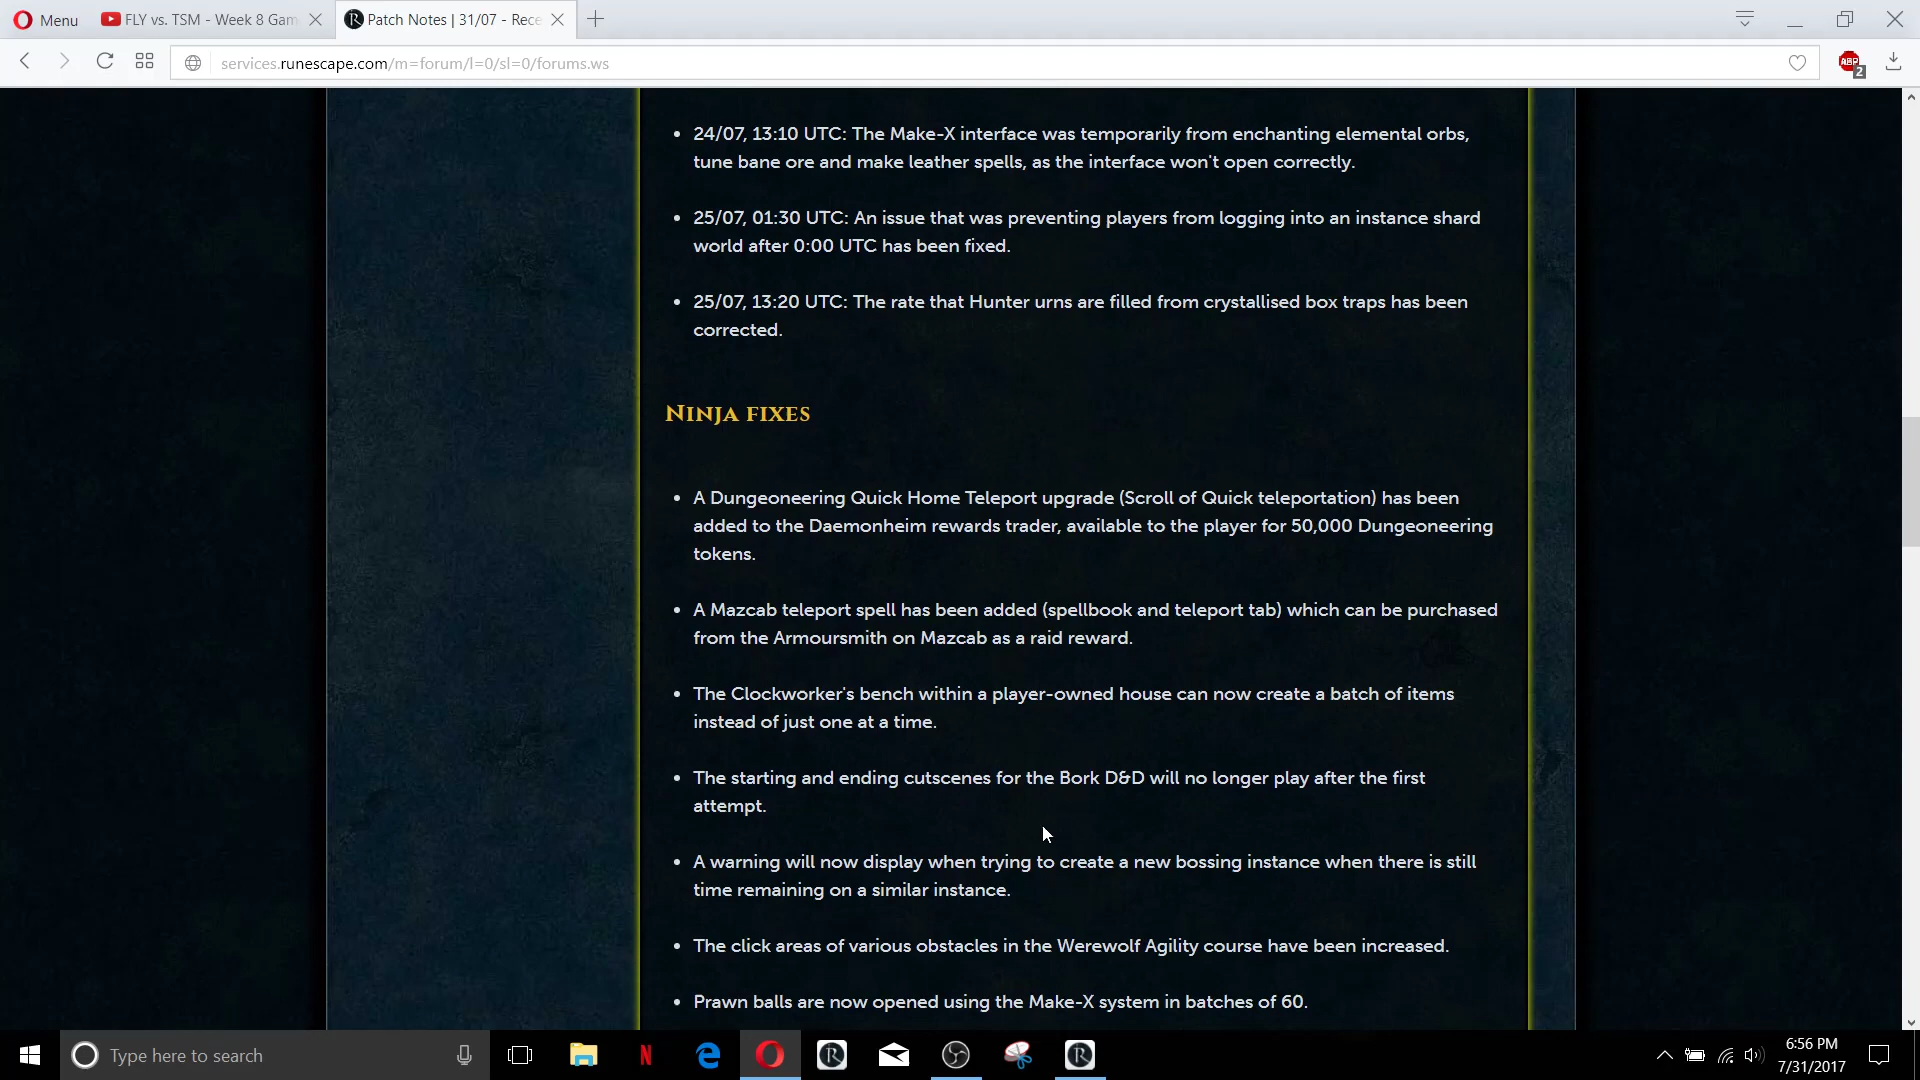 Menu
FLY vs. TSM - Week 8 Gam
Patch Notes | 31/07 - Rece
services.runescape.com/m=forum/l=0/sl=0/forums.ws
ABP
2
• 24/07, 13:10 UTC: The Make-X interface was temporarily from enchanting elemental orbs,
tune bane ore and make leather spells, as the interface won't open correctly.
• 25/07, 01:30 UTC: An issue that was preventing players from logging into an instance shard
world after 0:00 UTC has been fixed.
• 25/07, 13:20 UTC: The rate that Hunter urns are filled from crystallised box traps has been
corrected.
Ninja fixes
• A Dungeoneering Quick Home Teleport upgrade (Scroll of Quick teleportation) has been
added to the Daemonheim rewards trader, available to the player for 50,000 Dungeoneering
tokens.
• A Mazcab teleport spell has been added (spellbook and teleport tab) which can be purchased
from the Armoursmith on Mazcab as a raid reward.
• The Clockworker's bench within a player-owned house can now create a batch of items
instead of just one at a time.
• The starting and ending cutscenes for the Bork D&D will no longer play after the first
attempt.
• A warning will now display when trying to create a new bossing instance when there is still
time remaining on a similar instance.
• The click areas of various obstacles in the Werewolf Agility course have been increased.
• Prawn balls are now opened using the Make-X system in batches of 60.
Type here to search
6:56 PM
7/31/2017